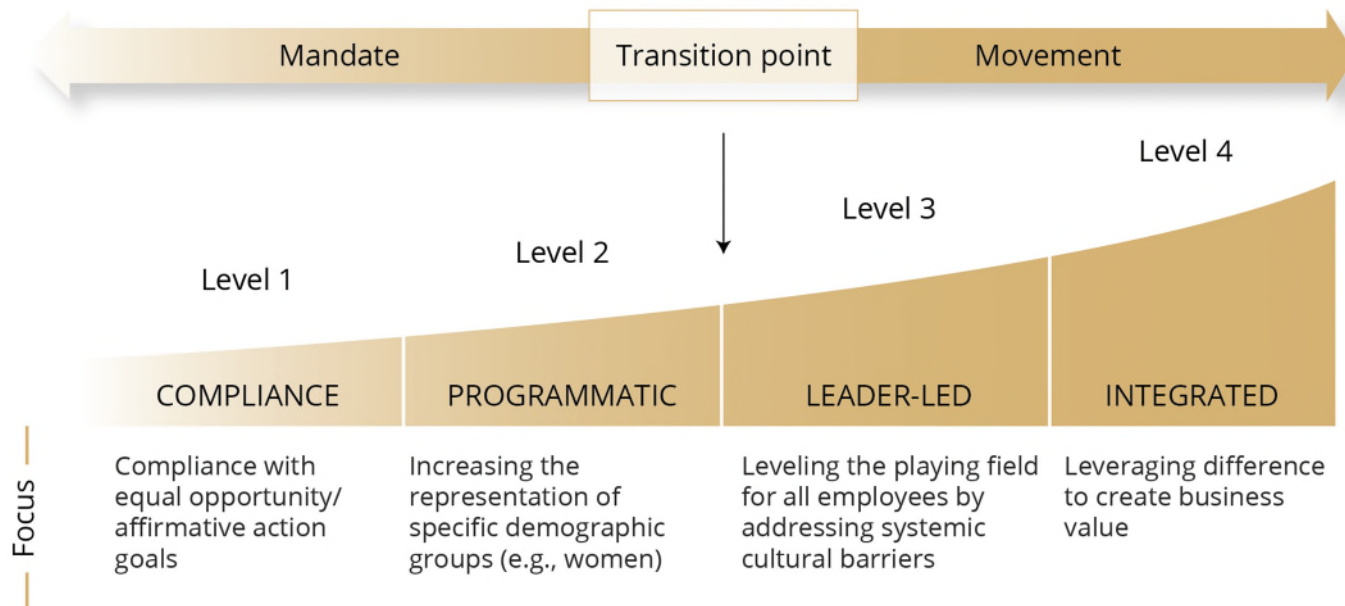 Mandate
Transition point
Movement
Level 1
Level 2
Level 3
Level 4
COMPLIANCE
PROGRAMMATIC
LEADER-LED
INTEGRATED
Focus
Compliance with
equal opportunity/
affirmative action
goals
Increasing the
representation of
specific demographic
groups (e.g., women)
Leveling the playing field
for all employees by
addressing systemic
cultural barriers
Leveraging difference
to create business
value